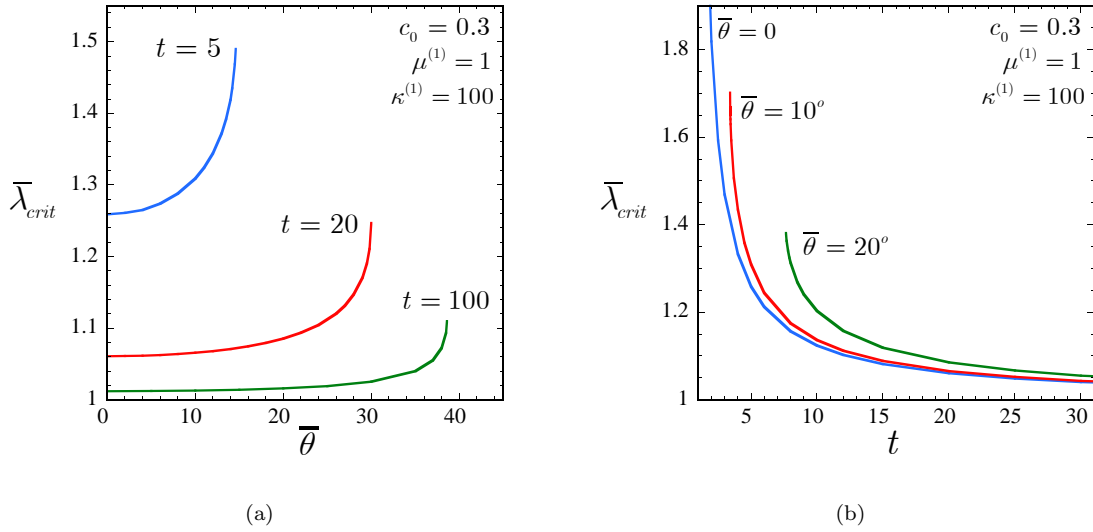 1.5
1.4
1.3
1.2
1.1
1
λ̅crit
0 10 20 30 40
θ̅
t = 5
t = 20
t = 100
c₀ = 0.3
μ⁽¹⁾ = 1
κ⁽¹⁾ = 100
(a)
1.8
1.6
1.4
1.2
1
λ̅crit
5 10 15 20 25 30
t
θ̅ = 0
θ̅ = 10ᵒ
θ̅ = 20ᵒ
c₀ = 0.3
μ⁽¹⁾ = 1
κ⁽¹⁾ = 100
(b)